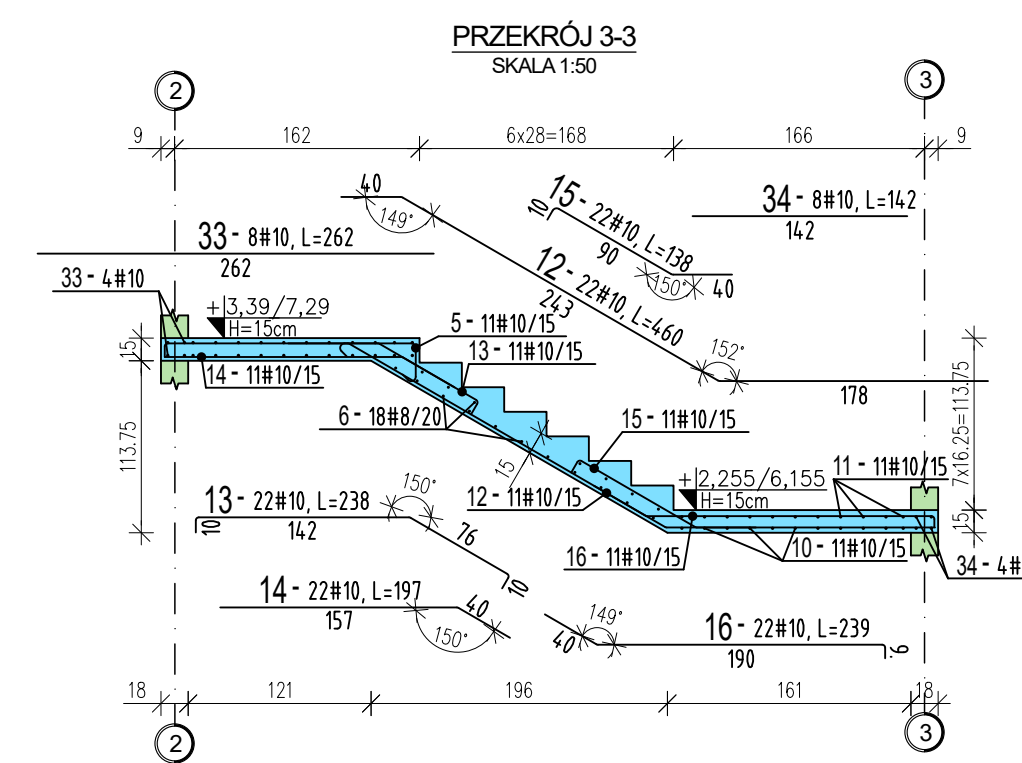 PRZEKRÓJ 3-3
SKALA 1:50
2
3
9
162
6x28=168
166
9
40
149°
15 - 22#10, L=138
10
90
150°
40
34 - 8#10, L=142
142
33 - 8#10, L=262
262
12 - 22#10, L=460
243
152°
178
33 - 4#10
+3,39/7,29
H=15cm
5 - 11#10/15
13 - 11#10/15
14 - 11#10/15
6 - 18#8/20
15 - 11#10/15
15
113.75
15
12 - 11#10/15
+2,255/6,155
H=15cm
11 - 11#10/15
7x16.25=113.75
15
16 - 11#10/15
10 - 11#10/15
34 - 4#
13 - 22#10, L=238
10
142
150°
76
10
14 - 22#10, L=197
157
40
150°
149°
40
16 - 22#10, L=239
190
18
121
196
161
18
2
3